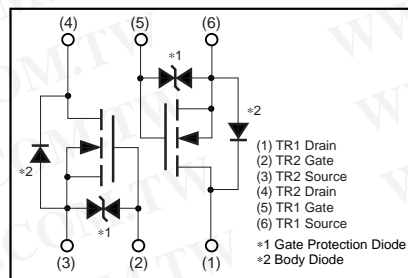 (4) (5) (6)
*1
*2
*2
*1
(3) (2) (1)
(1) TR1 Drain
(2) TR2 Gate
(3) TR2 Source
(4) TR2 Drain
(5) TR1 Gate
(6) TR1 Source
*1 Gate Protection Diode
*2 Body Diode